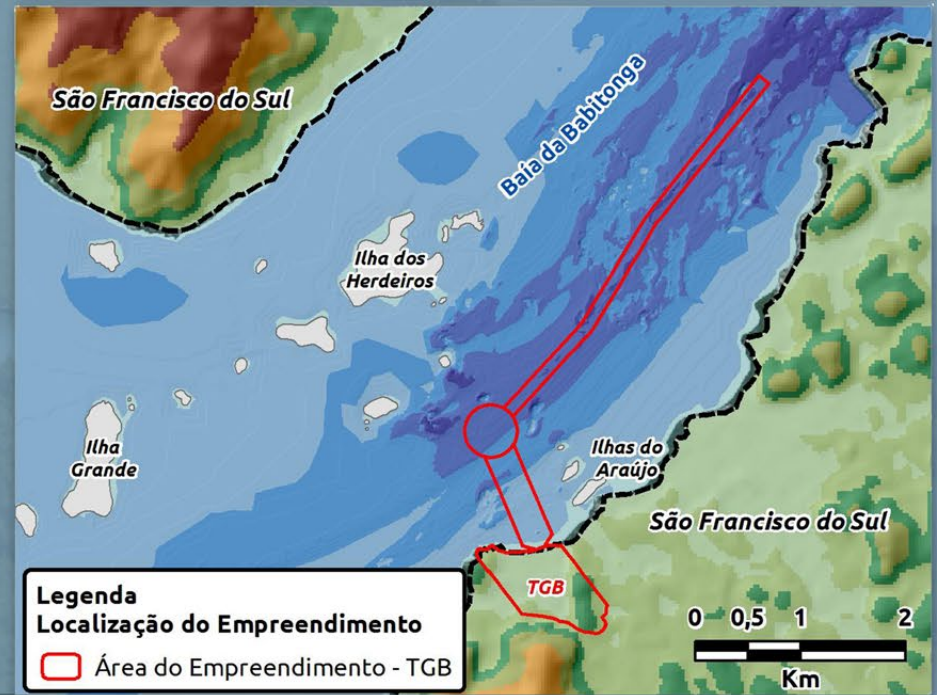 São Francisco do Sul
Baía da Babitonga
Ilha dos
Herdeiros
Ilha
Grande
Ilhas do
Araújo
São Francisco do Sul
TGB
Legenda
Localização do Empreendimento
Área do Empreendimento - TGB
0 0,5 1 2
Km